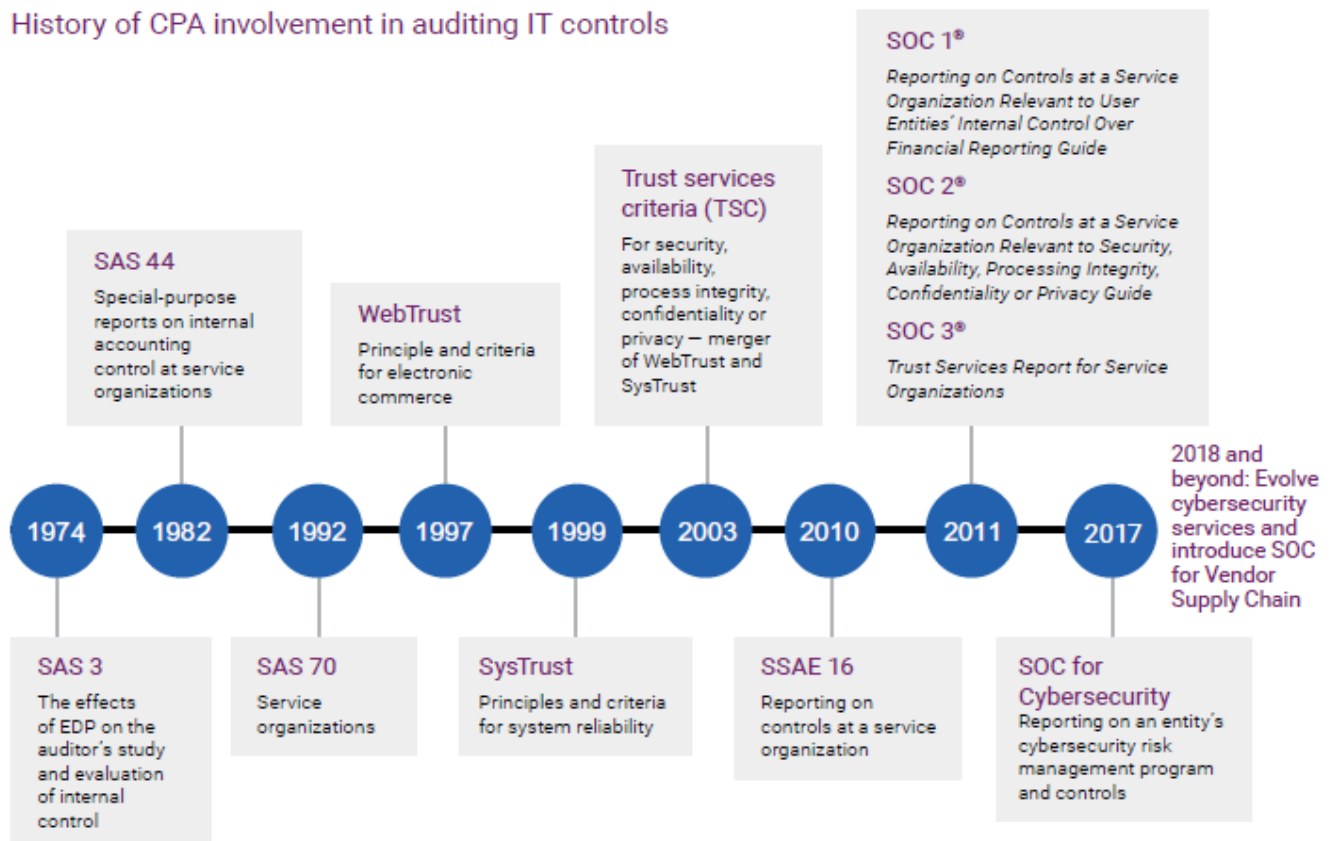 History of CPA involvement in auditing IT controls
SOC 1®
Reporting on Controls at a Service
Organization Relevant to User
Entities' Internal Control Over
Financial Reporting Guide
SOC 2®
Reporting on Controls at a Service
Organization Relevant to Security,
Availability, Processing Integrity,
Confidentiality or Privacy Guide
SOC 3®
Trust Services Report for Service
Organizations
Trust services
criteria (TSC)
For security,
availability,
process integrity,
confidentiality or
privacy — merger
of WebTrust and
SysTrust
SAS 44
Special-purpose
reports on internal
accounting
control at service
organizations
WebTrust
Principle and criteria
for electronic
commerce
1974
1982
1992
1997
1999
2003
2010
2011
2017
2018 and
beyond: Evolve
cybersecurity
services and
introduce SOC
for Vendor
Supply Chain
SAS 3
The effects
of EDP on the
auditor's study
and evaluation
of internal
control
SAS 70
Service
organizations
SysTrust
Principles and criteria
for system reliability
SSAE 16
Reporting on
controls at a service
organization
SOC for
Cybersecurity
Reporting on an entity's
cybersecurity risk
management program
and controls